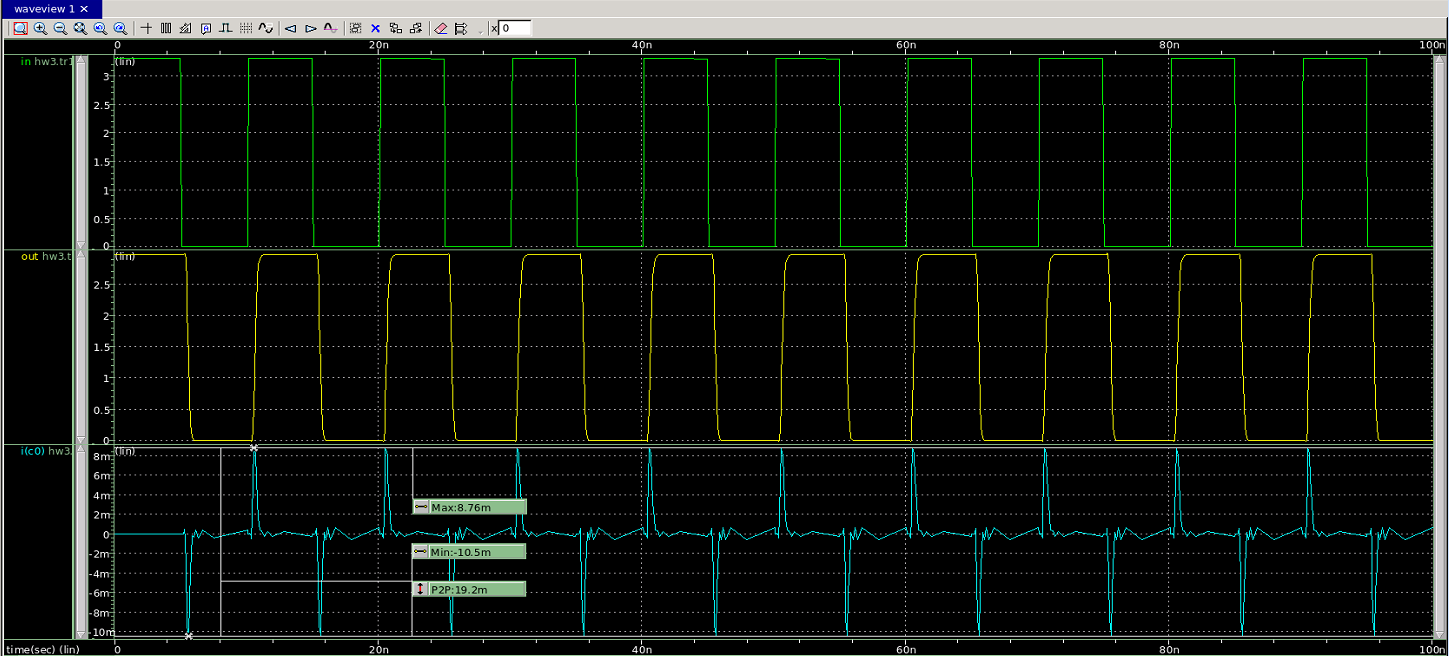 waveview 1 ×
x 0
0 20n 40n 60n 80n 100n
in hw3.tr1 (lin)
3
2.5
2
1.5
1
0.5
0
out hw3.t (lin)
2.5
2
1.5
1
0.5
0
i(c0) hw3. (lin)
8m
6m
4m
2m
0
-2m
-4m
-6m
-8m
-10m
Max:8.76m
Min:-10.5m
P2P:19.2m
time(sec) (lin) 0 20n 40n 60n 80n 100n